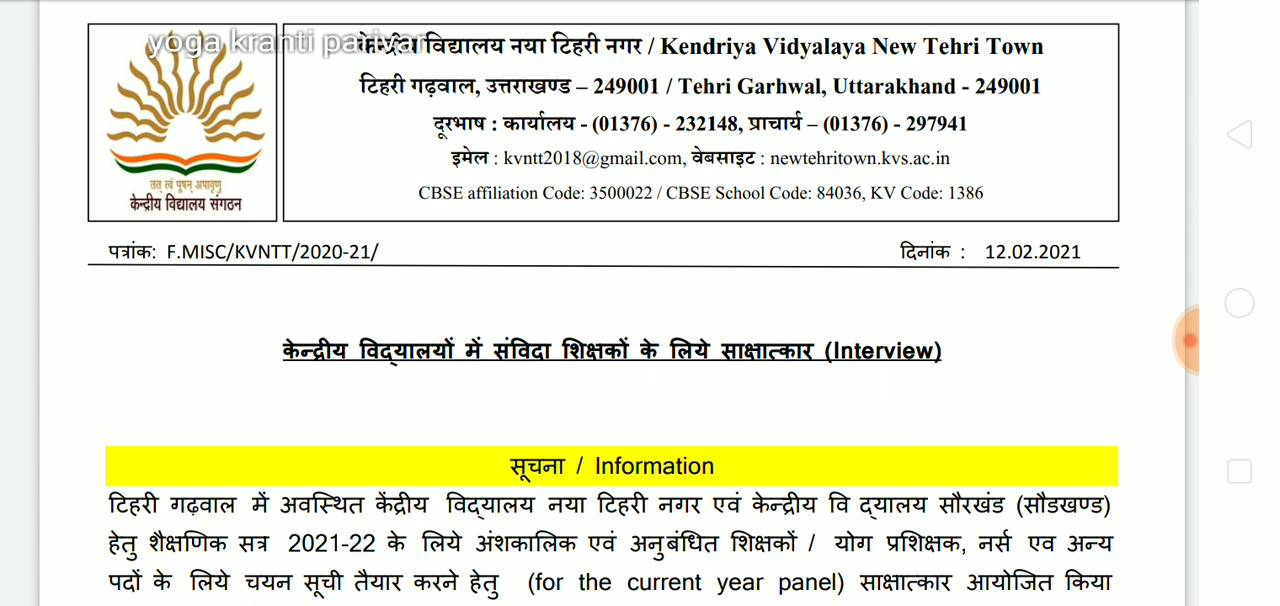 yoga kranti parivar
केन्द्रीय विद्यालय नया टिहरी नगर / Kendriya Vidyalaya New Tehri Town
टिहरी गढ़वाल, उत्तराखण्ड – 249001 / Tehri Garhwal, Uttarakhand - 249001
दूरभाष : कार्यालय - (01376) - 232148, प्राचार्य – (01376) - 297941
इमेल : kvntt2018@gmail.com, वेबसाइट : newtehritown.kvs.ac.in
CBSE affiliation Code: 3500022 / CBSE School Code: 84036, KV Code: 1386
तत् त्वं पूषन् अपावृणु
केन्द्रीय विद्यालय संगठन
पत्रांक: F.MISC/KVNTT/2020-21/ दिनांक : 12.02.2021
केन्द्रीय विद्यालयों में संविदा शिक्षकों के लिये साक्षात्कार (Interview)
सूचना / Information
टिहरी गढ़वाल में अवस्थित केंद्रीय विद्यालय नया टिहरी नगर एवं केन्द्रीय वि द्यालय सौरखंड (सौडखण्ड)
हेतु शैक्षणिक सत्र 2021-22 के लिये अंशकालिक एवं अनुबंधित शिक्षकों / योग प्रशिक्षक, नर्स एव अन्य
पदों के लिये चयन सूची तैयार करने हेतु (for the current year panel) साक्षात्कार आयोजित किया